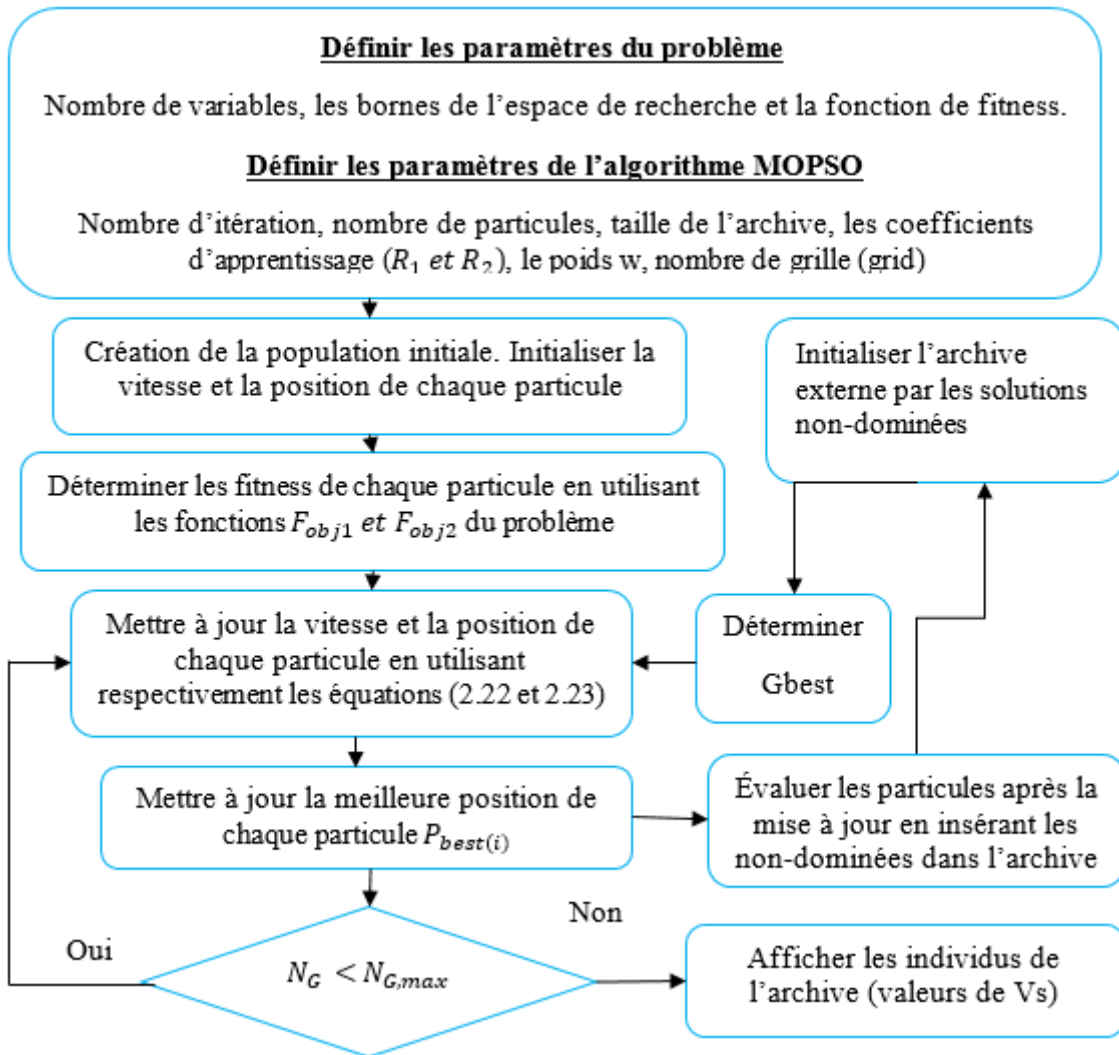 Définir les paramètres du problème
Nombre de variables, les bornes de l’espace de recherche et la fonction de fitness.
Définir les paramètres de l’algorithme MOPSO
Nombre d’itération, nombre de particules, taille de l’archive, les coefficients
d’apprentissage (R₁ et R₂), le poids w, nombre de grille (grid)
Création de la population initiale. Initialiser la
vitesse et la position de chaque particule
Initialiser l’archive
externe par les solutions
non-dominées
Déterminer les fitness de chaque particule en utilisant
les fonctions F_obj1 et F_obj2 du problème
Mettre à jour la vitesse et la position de
chaque particule en utilisant
respectivement les équations (2.22 et 2.23)
Déterminer
Gbest
Mettre à jour la meilleure position de
chaque particule P_best(i)
Évaluer les particules après la
mise à jour en insérant les
non-dominées dans l’archive
Oui
N_G < N_G,max
Non
Afficher les individus de
l’archive (valeurs de Vs)